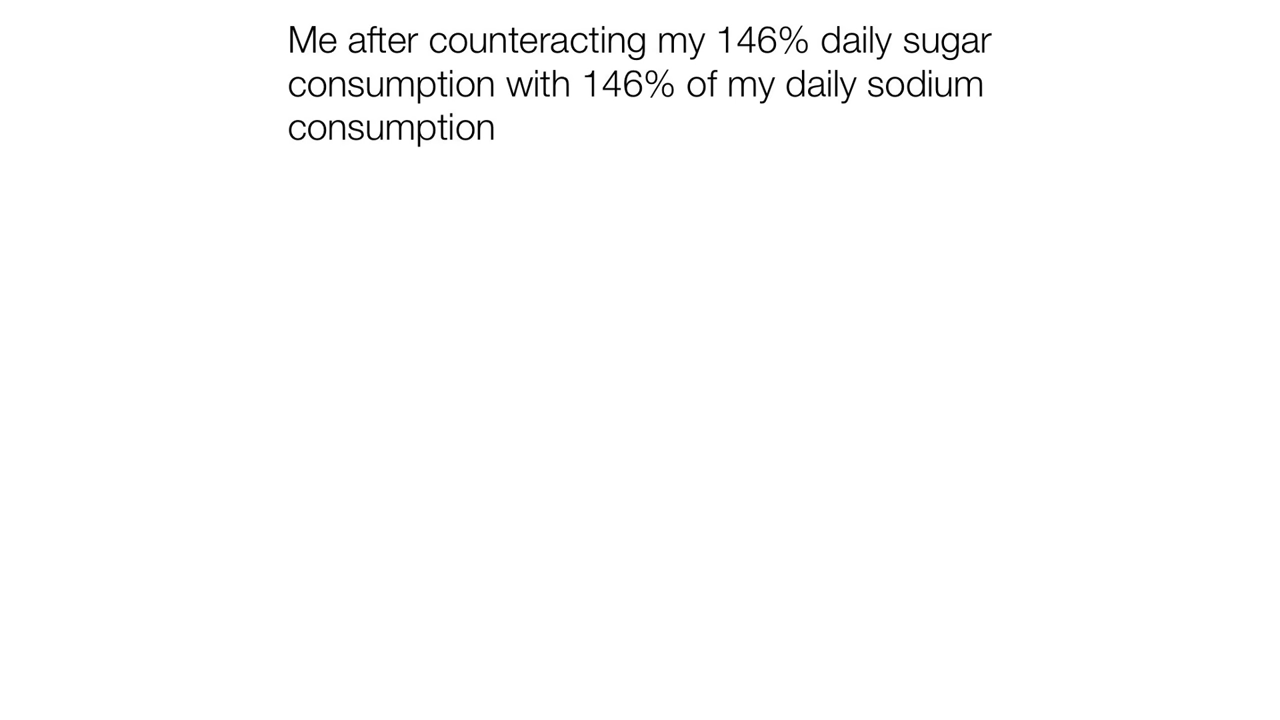 Me after counteracting my 146% daily sugar
consumption with 146% of my daily sodium
consumption